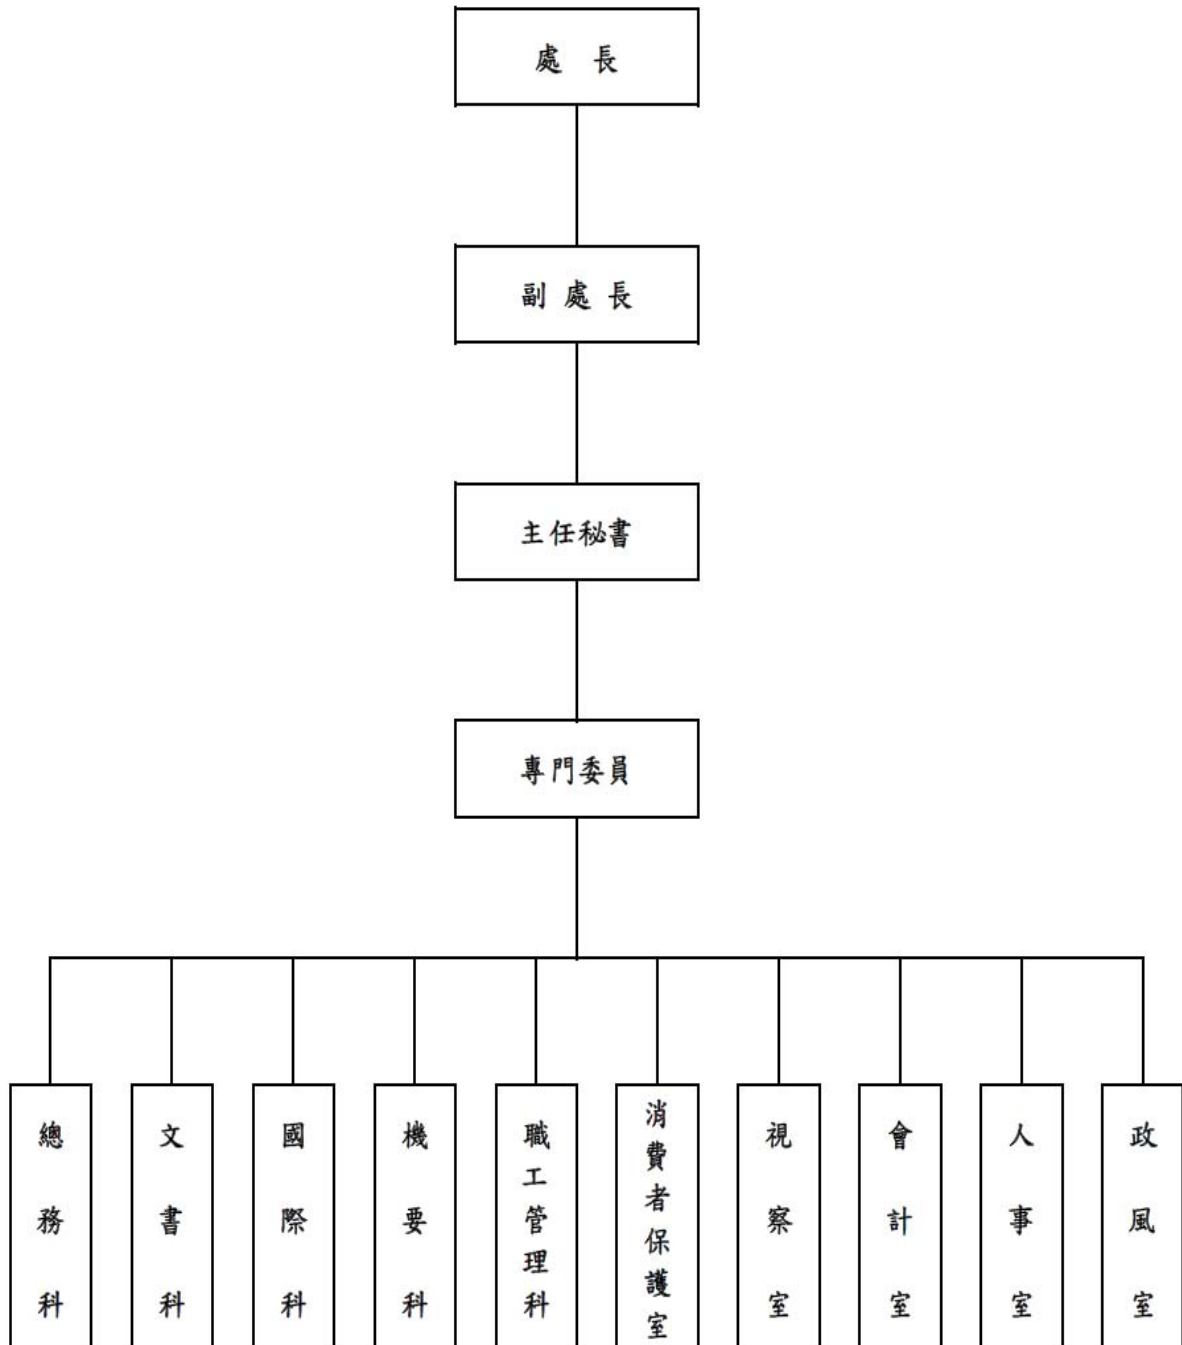 處長
副處長
主任秘書
專門委員
總務科
文書科
國際科
機要科
職工管理科
消費者保護室
視察室
會計室
人事室
政風室